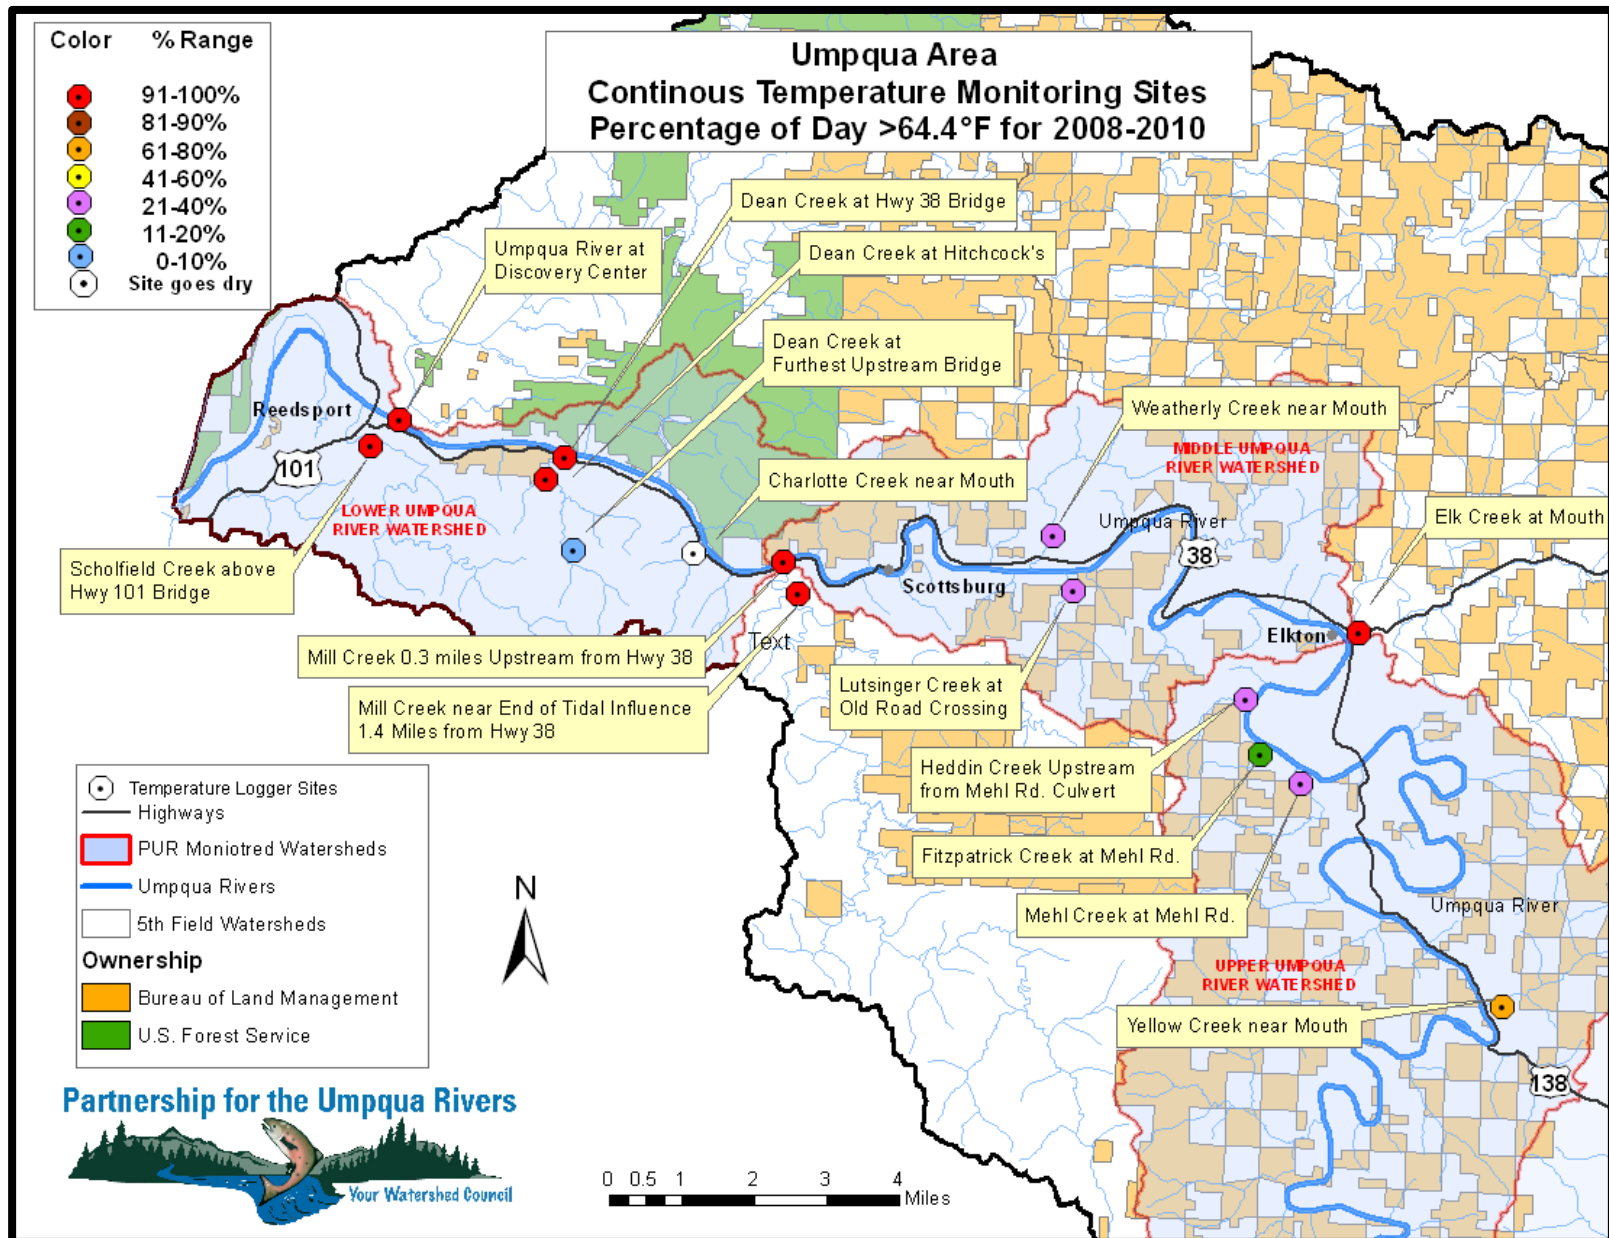 Color % Range
91-100%
81-90%
61-80%
41-60%
21-40%
11-20%
0-10%
Site goes dry
Umpqua Area
Continous Temperature Monitoring Sites
Percentage of Day >64.4°F for 2008-2010
Dean Creek at Hwy 38 Bridge
Umpqua River at
Discovery Center
Dean Creek at Hitchcock's
Dean Creek at
Furthest Upstream Bridge
Weatherly Creek near Mouth
Reedsport
101
MIDDLE UMPQUA
RIVER WATERSHED
Charlotte Creek near Mouth
LOWER UMPQUA
RIVER WATERSHED
Umpqua River
Elk Creek at Mouth
38
Scholfield Creek above
Hwy 101 Bridge
Scottsburg
Elkton
Text
Mill Creek 0.3 miles Upstream from Hwy 38
Mill Creek near End of Tidal Influence
1.4 Miles from Hwy 38
Lutsinger Creek at
Old Road Crossing
Heddin Creek Upstream
from Mehl Rd. Culvert
Fitzpatrick Creek at Mehl Rd.
Mehl Creek at Mehl Rd.
Umpqua River
UPPER UMPQUA
RIVER WATERSHED
Yellow Creek near Mouth
138
Temperature Logger Sites
Highways
PUR Moniotred Watersheds
Umpqua Rivers
5th Field Watersheds
Ownership
Bureau of Land Management
U.S. Forest Service
N
Partnership for the Umpqua Rivers
Your Watershed Council
0 0.5 1 2 3 4
Miles